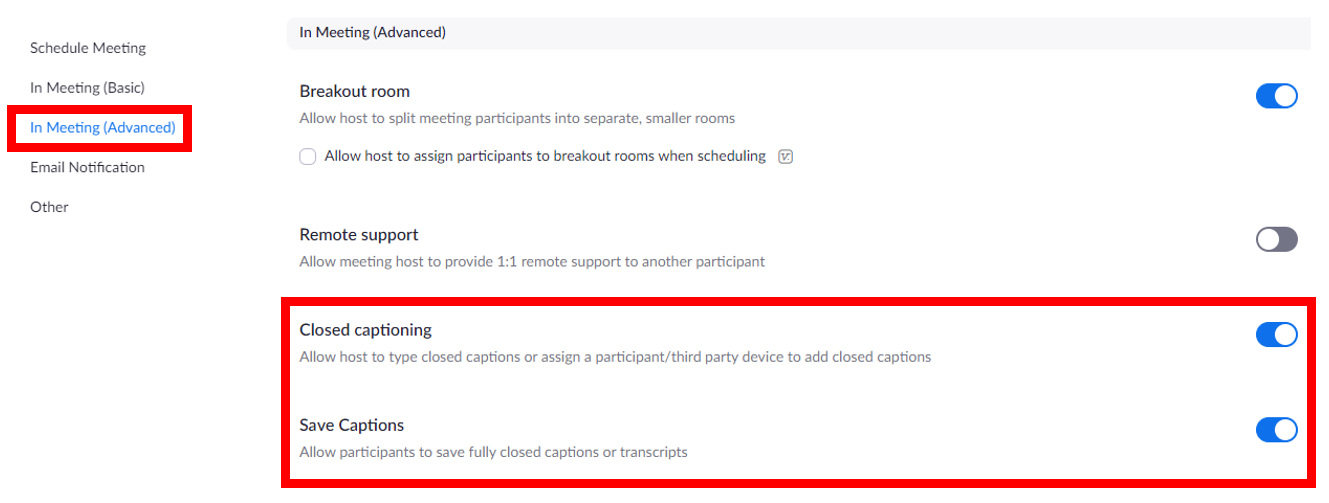 Schedule Meeting
In Meeting (Basic)
In Meeting (Advanced)
Email Notification
Other
In Meeting (Advanced)
Breakout room
Allow host to split meeting participants into separate, smaller rooms
Allow host to assign participants to breakout rooms when scheduling
Remote support
Allow meeting host to provide 1:1 remote support to another participant
Closed captioning
Allow host to type closed captions or assign a participant/third party device to add closed captions
Save Captions
Allow participants to save fully closed captions or transcripts